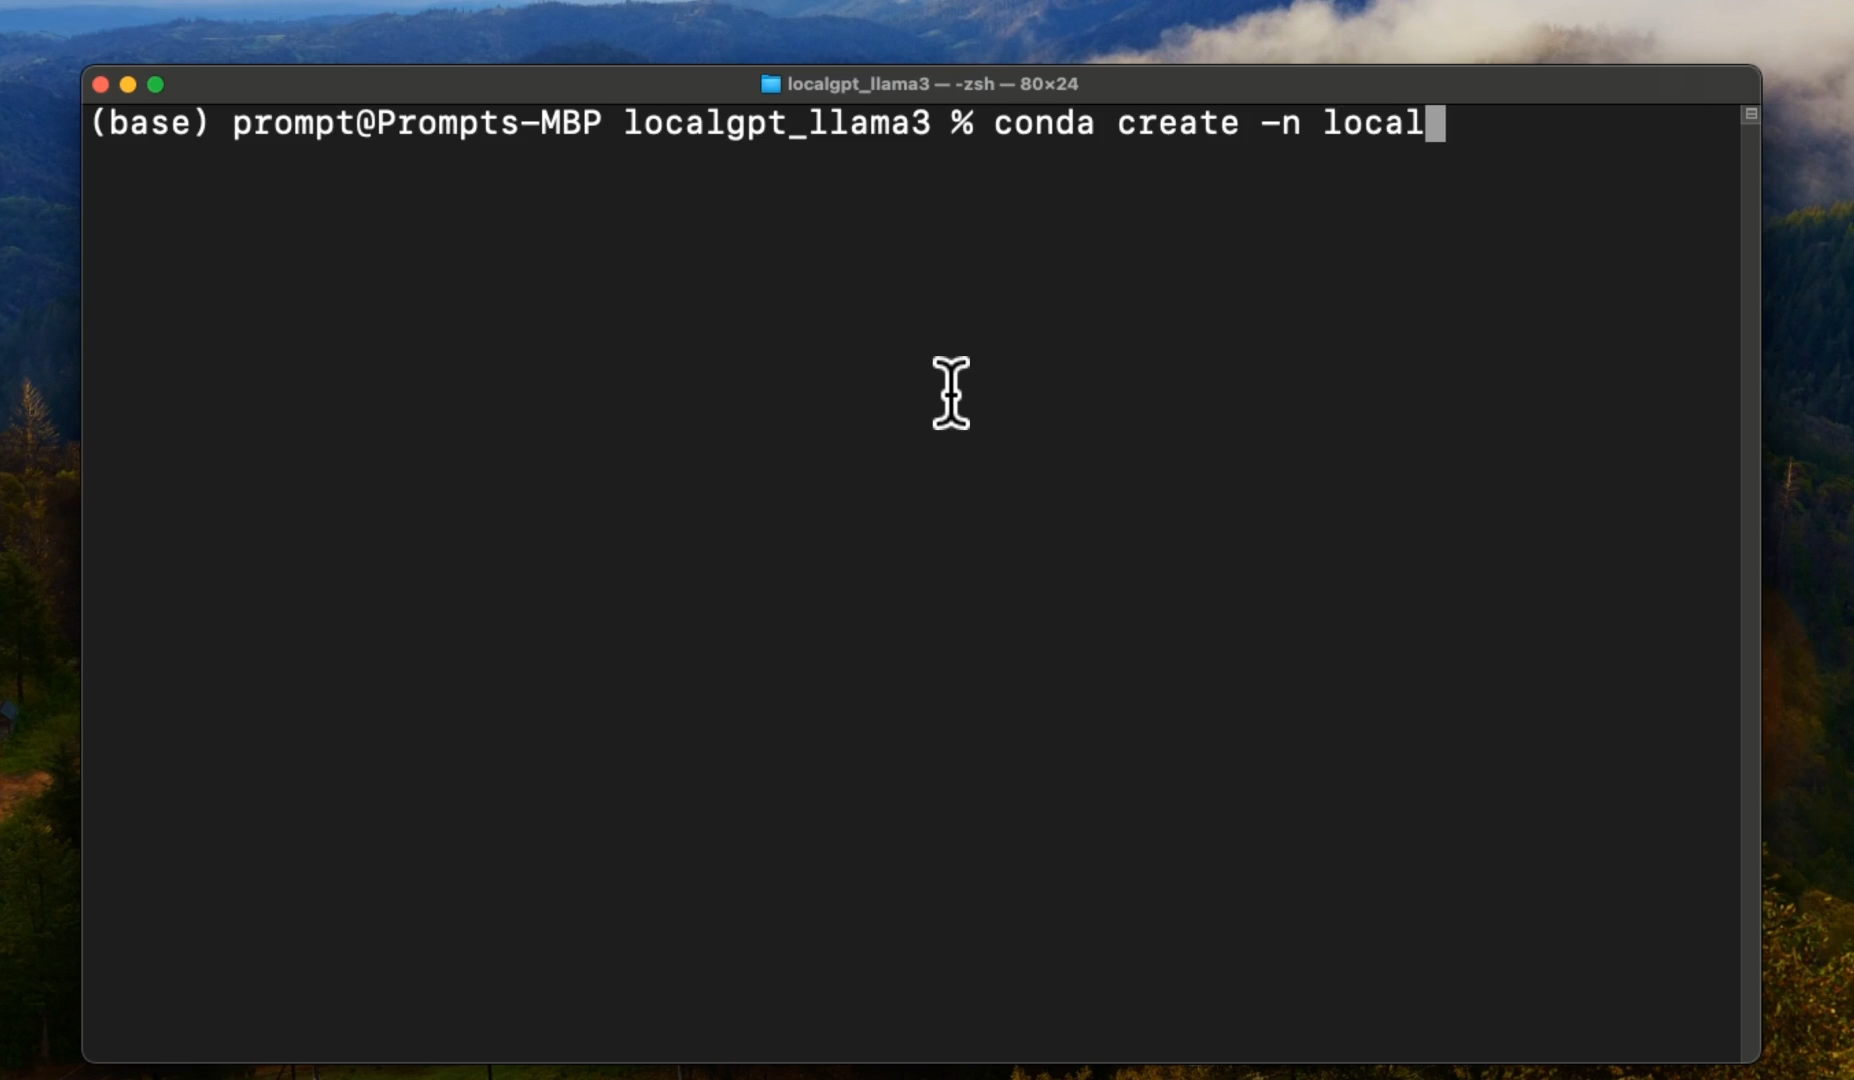 localgpt_llama3 — -zsh — 80×24
(base) prompt@Prompts-MBP localgpt_llama3 % conda create -n local